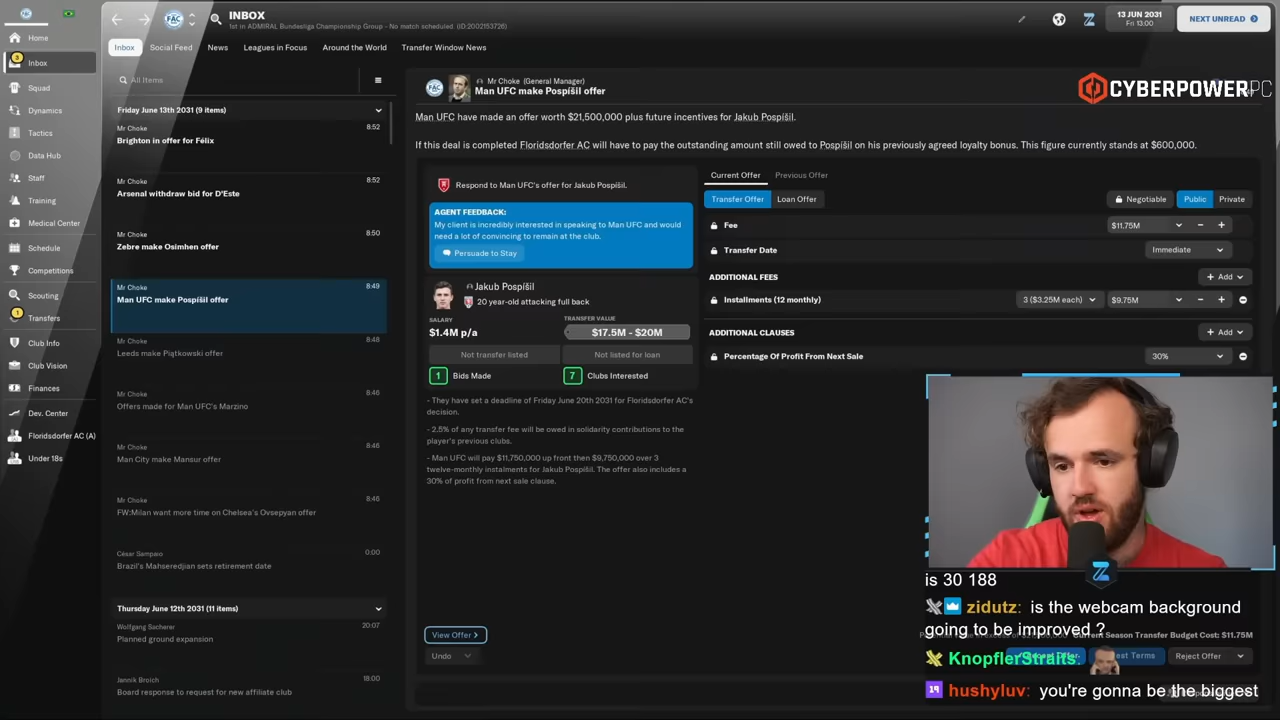 INBOX
1st in ADMIRAL Bundesliga Championship Group - No match scheduled. (ID:2002153726)
13 JUN 2031
Fri 13:00
NEXT UNREAD
Home
3
Inbox
Squad
Dynamics
Tactics
Data Hub
Staff
Training
Medical Center
Schedule
Competitions
Scouting
1
Transfers
Club Info
Club Vision
Finances
Dev. Center
Floridsdorfer AC (A)
Under 18s
Inbox
Social Feed
News
Leagues in Focus
Around the World
Transfer Window News
All Items
Friday June 13th 2031 (9 items)
Mr Choke 8:52
Brighton in offer for Félix
Mr Choke 8:52
Arsenal withdraw bid for D'Este
Mr Choke 8:50
Zebre make Osimhen offer
Mr Choke 8:49
Man UFC make Pospíšil offer
Mr Choke 8:48
Leeds make Piątkowski offer
Mr Choke 8:46
Offers made for Man UFC's Marzino
Mr Choke 8:46
Man City make Mansur offer
Mr Choke 8:46
FW:Milan want more time on Chelsea's Ovsepyan offer
César Sampaio 0:00
Brazil's Mahseredjian sets retirement date
Thursday June 12th 2031 (11 items)
Wolfgang Sacherer 20:07
Planned ground expansion
Jannik Broich 18:00
Board response to request for new affiliate club
Mr Choke (General Manager)
Man UFC make Pospíšil offer
CYBERPOWERPC
Man UFC have made an offer worth $21,500,000 plus future incentives for Jakub Pospíšil.
If this deal is completed Floridsdorfer AC will have to pay the outstanding amount still owed to Pospíšil on his previously agreed loyalty bonus. This figure currently stands at $600,000.
Respond to Man UFC's offer for Jakub Pospíšil.
AGENT FEEDBACK:
My client is incredibly interested in speaking to Man UFC and would
need a lot of convincing to remain at the club.
Persuade to Stay
Jakub Pospíšil
20 year-old attacking full back
SALARY
$1.4M p/a
TRANSFER VALUE
$17.5M - $20M
Not transfer listed
Not listed for loan
1 Bids Made
7 Clubs Interested
- They have set a deadline of Friday June 20th 2031 for Floridsdorfer AC's
decision.
- 2.5% of any transfer fee will be owed in solidarity contributions to the
player's previous clubs.
- Man UFC will pay $11,750,000 up front then $9,750,000 over 3
twelve-monthly instalments for Jakub Pospíšil. The offer also includes a
30% of profit from next sale clause.
View Offer
Undo
Current Offer
Previous Offer
Transfer Offer
Loan Offer
Negotiable
Public
Private
Fee $11.75M
Transfer Date Immediate
ADDITIONAL FEES
Add
Installments (12 monthly) 3 ($3.25M each) $9.75M
ADDITIONAL CLAUSES
Add
Percentage Of Profit From Next Sale 30%
is 30 188
zidutz: is the webcam background
going to be improved ?
Current Season Transfer Budget Cost: $11.75M
KnopflerStraits:
Terms
Reject Offer
19 hushyluv: you're gonna be the biggest